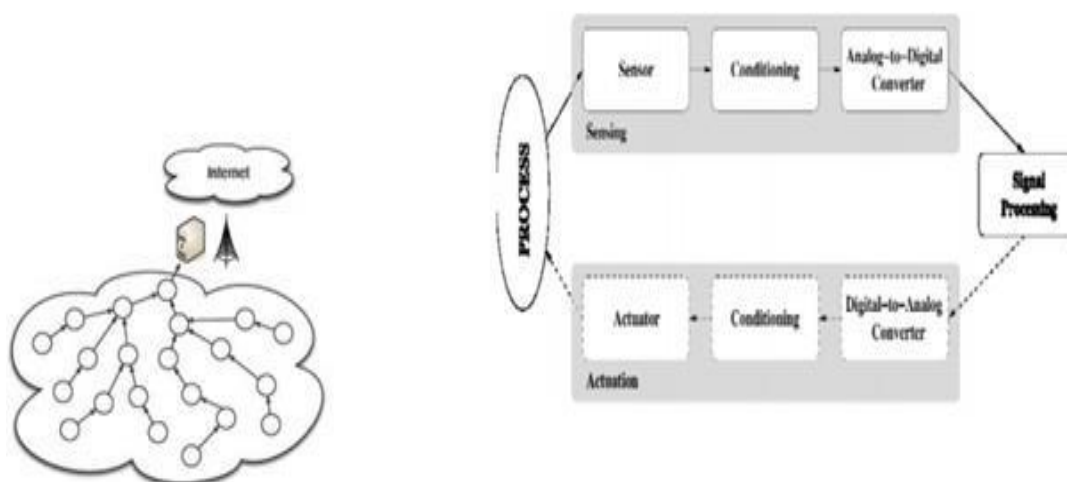 Internet
PROCESS
Sensor
Conditioning
Analog-to-Digital
Converter
Sensing
Signal
Processing
Actuator
Conditioning
Digital-to-Analog
Converter
Actuation